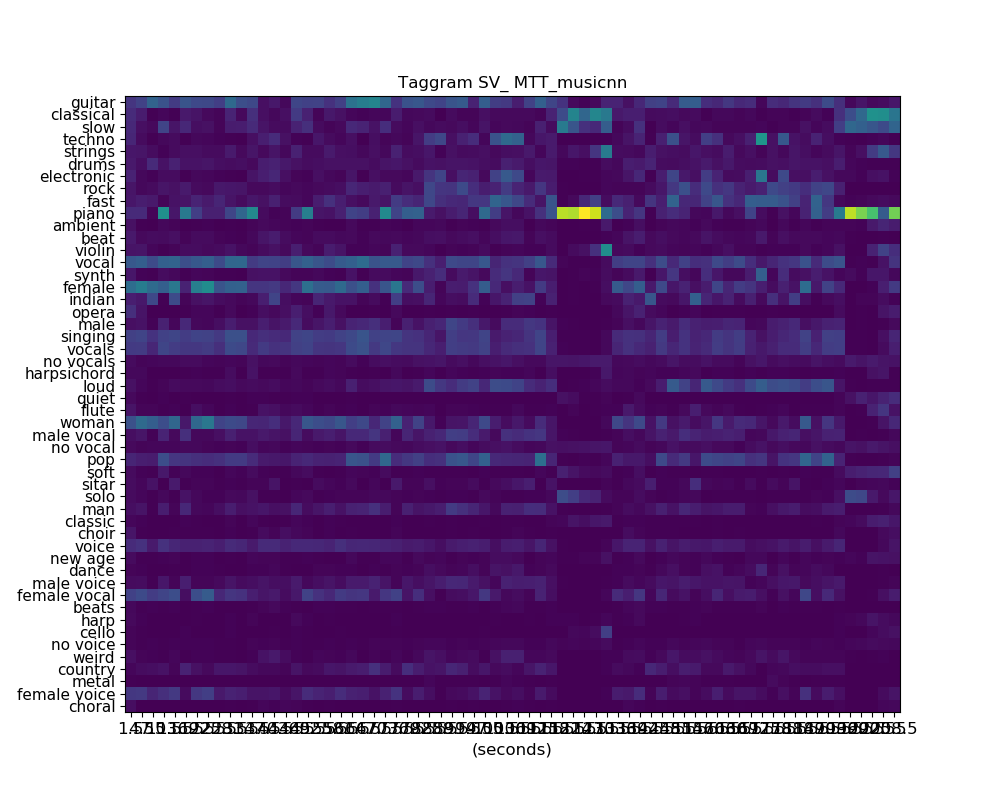 Taggram SV_ MTT_musicnn
guitar
classical
slow
techno
strings
drums
electronic
rock
fast
piano
ambient
beat
violin
vocal
synth
female
indian
opera
male
singing
vocals
no vocals
harpsichord
loud
quiet
flute
woman
male vocal
no vocal
pop
soft
sitar
solo
man
classic
choir
voice
new age
dance
male voice
female vocal
beats
harp
cello
no voice
weird
country
metal
female voice
choral
(seconds)